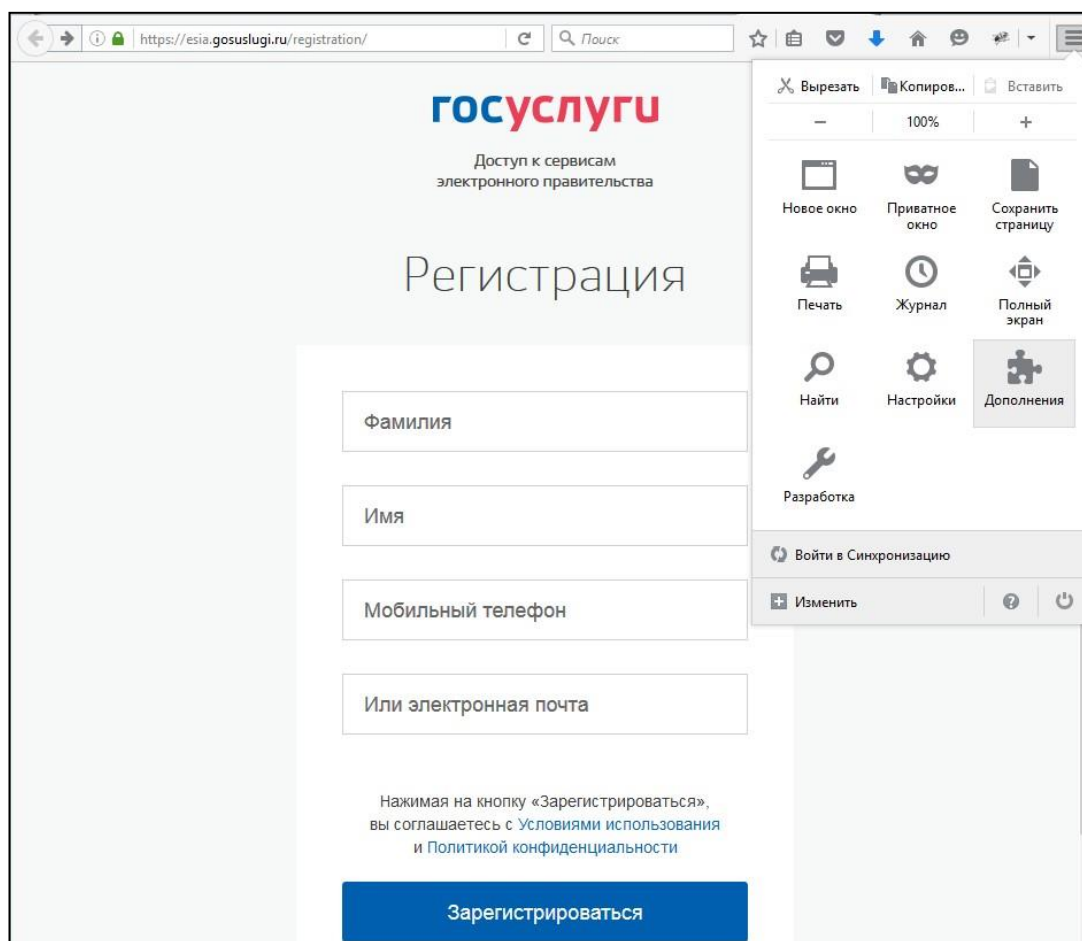 https://esia.gosuslugi.ru/registration/
Поиск
Вырезать
Копиров...
Вставить
100%
Новое окно
Приватное
окно
Сохранить
страницу
Печать
Журнал
Полный
экран
Найти
Настройки
Дополнения
Разработка
Войти в Синхронизацию
Изменить
госуслуги
Доступ к сервисам
электронного правительства
Регистрация
Фамилия
Имя
Мобильный телефон
Или электронная почта
Нажимая на кнопку «Зарегистрироваться»,
вы соглашаетесь с Условиями использования
и Политикой конфиденциальности
Зарегистрироваться